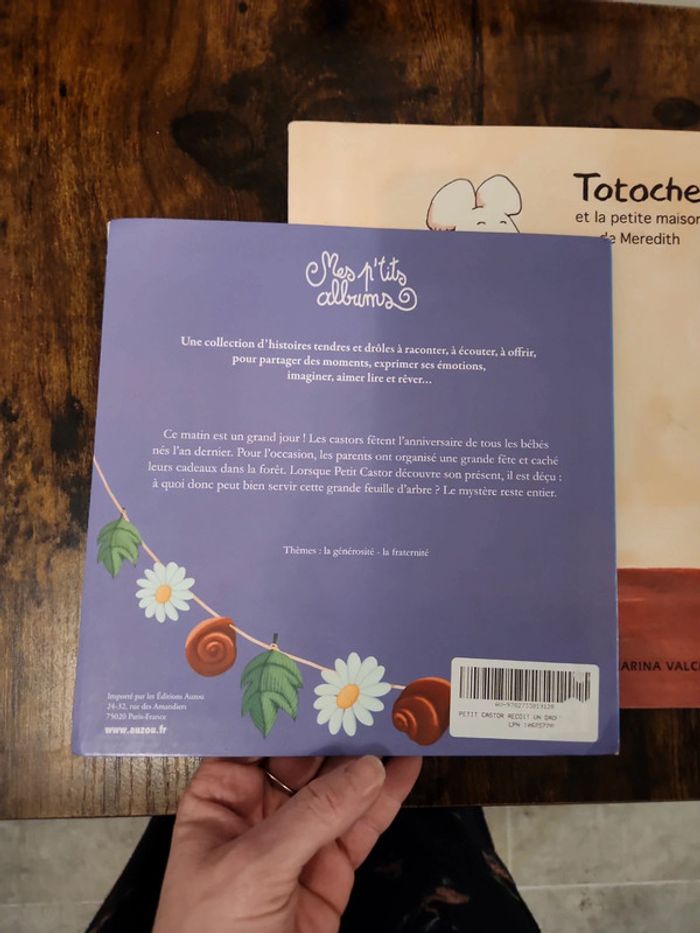 Totoche
et la petite maison
de Meredith
Mes p'tits
albums
Une collection d'histoires tendres et drôles à raconter, à écouter, à offrir,
pour partager des moments, exprimer ses émotions,
imaginer, aimer lire et rêver...
Ce matin est un grand jour ! Les castors fêtent l'anniversaire de tous les bébés
nés l'an dernier. Pour l'occasion, les parents ont organisé une grande fête et caché
leurs cadeaux dans la forêt. Lorsque Petit Castor découvre son présent, il est déçu :
à quoi donc peut bien servir cette grande feuille d'arbre ? Le mystère reste entier.
Thèmes : la générosité - la fraternité
Importé par les Éditions Auzou
24-32, rue des Amandiers
75020 Paris-France
www.auzou.fr
PETIT CASTOR REÇOIT UN
LPN